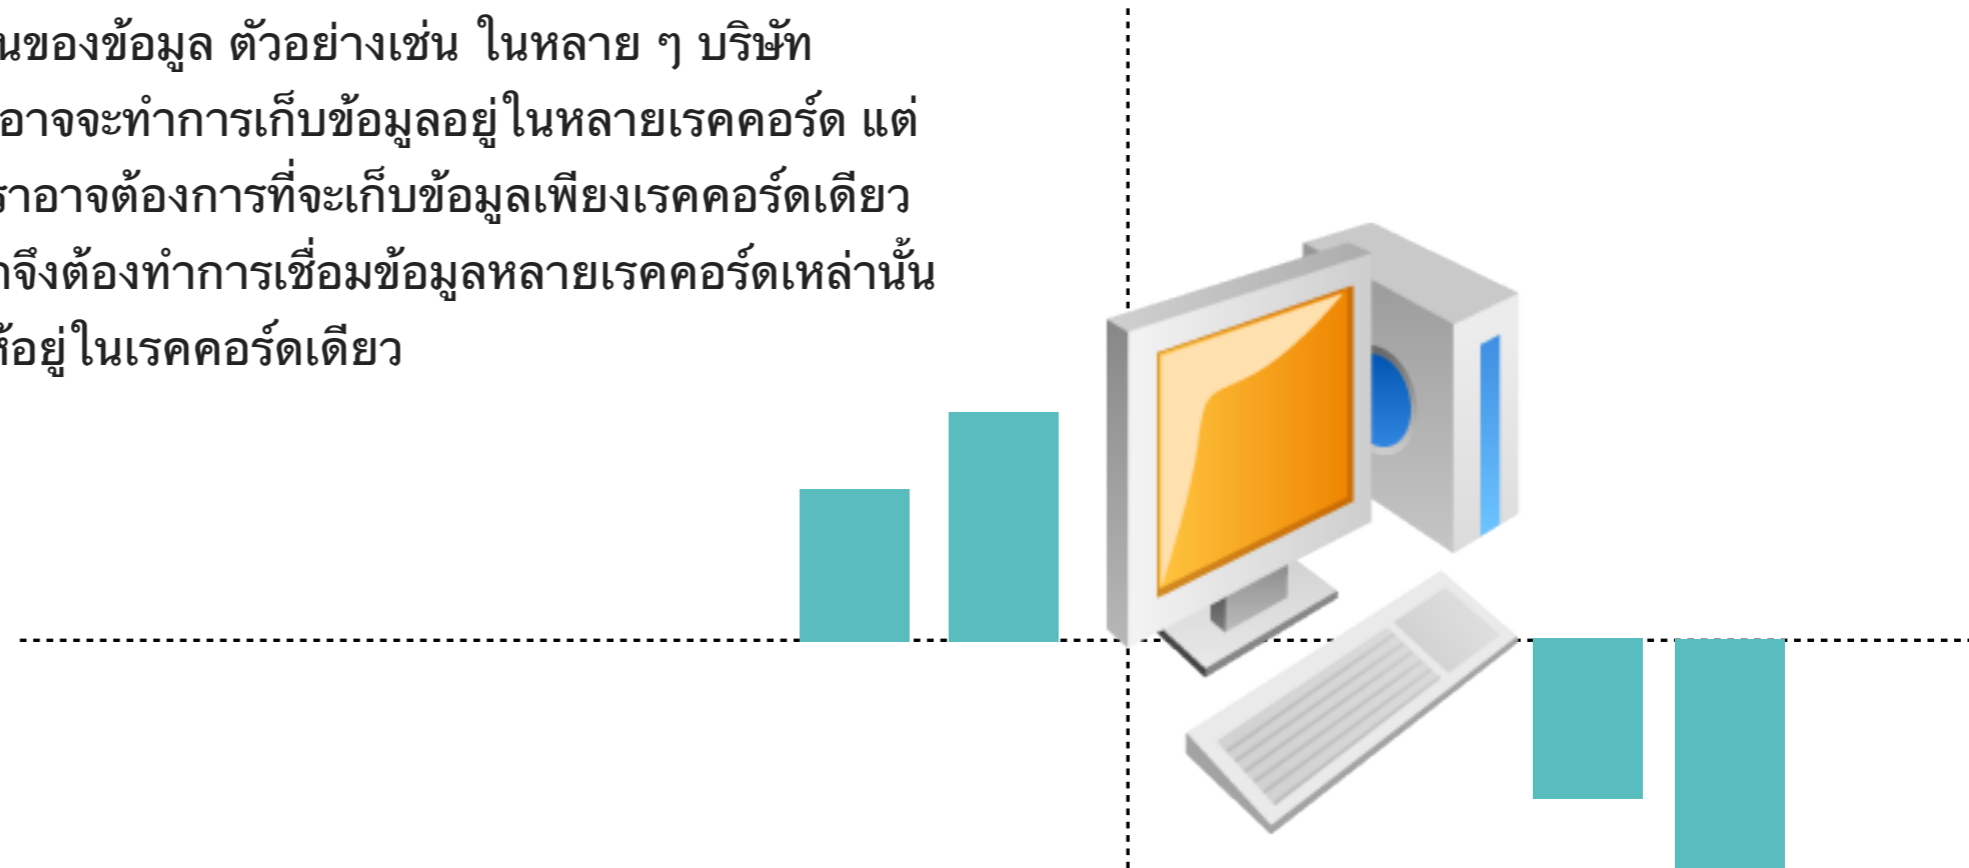 นของข้อมูล ตัวอย่างเช่น ในหลาย ๆ บริษัท
อาจจะทำการเก็บข้อมูลอยู่ในหลายเรคคอร์ด แต่
ราอาจต้องการที่จะเก็บข้อมูลเพียงเรคคอร์ดเดียว
าจึงต้องทำการเชื่อมข้อมูลหลายเรคคอร์ดเหล่านั้น
ห้อยู่ในเรคคอร์ดเดียว